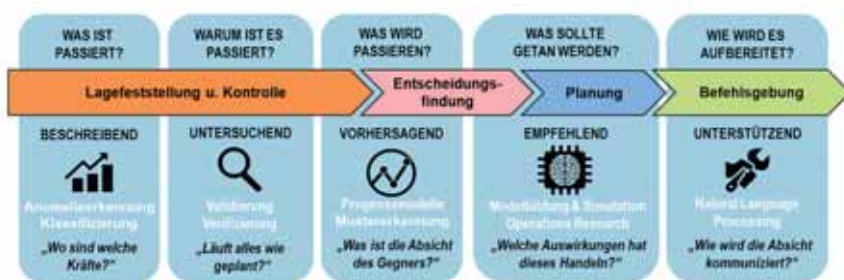 WAS IST
PASSIERT?
WARUM IST ES
PASSIERT?
WAS WIRD
PASSIEREN?
WAS SOLLTE
GETAN WERDEN?
WIE WIRD ES
AUFBEREITET?
Lagefeststellung u. Kontrolle
Entscheidungs-
findung
Planung
Befehlsgebung
BESCHREIBEND
Anomalieerkennung
Klassifizierung
„Wo sind welche
Kräfte?“
UNTERSUCHEND
Validierung
Verifizierung
„Läuft alles wie
geplant?“
VORHERSAGEND
Prognosemodelle
Mustererkennung
„Was ist die Absicht
des Gegners?“
EMPFEHLEND
Modellbildung & Simulation
Operations Research
„Welche Auswirkungen hat
dieses Handeln?“
UNTERSTÜTZEND
Natural Language
Processing
„Wie wird die Absicht
kommuniziert?“